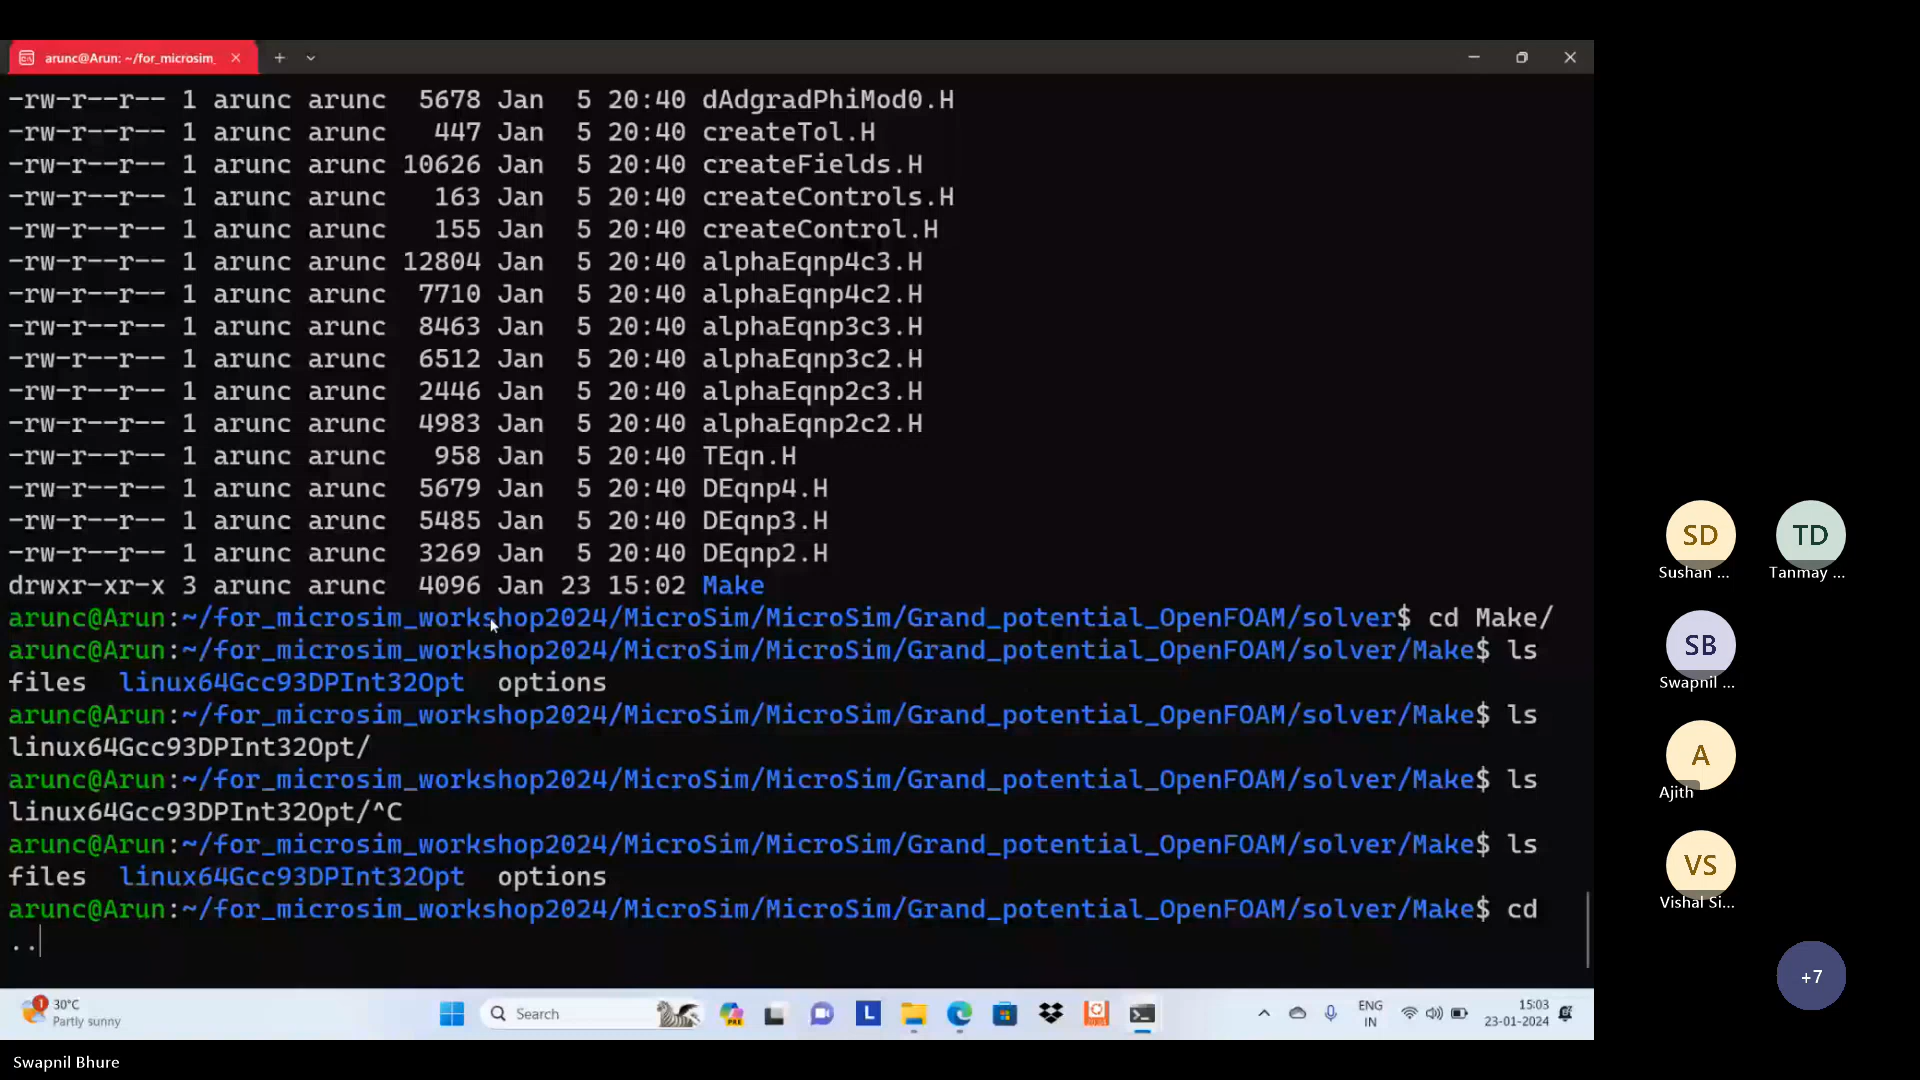 arunc@Arun: ~/for_microsim_
-rw-r--r-- 1 arunc arunc  5678 Jan  5 20:40 dAdgradPhiMod0.H
-rw-r--r-- 1 arunc arunc   447 Jan  5 20:40 createTol.H
-rw-r--r-- 1 arunc arunc 10626 Jan  5 20:40 createFields.H
-rw-r--r-- 1 arunc arunc   163 Jan  5 20:40 createControls.H
-rw-r--r-- 1 arunc arunc   155 Jan  5 20:40 createControl.H
-rw-r--r-- 1 arunc arunc 12804 Jan  5 20:40 alphaEqnp4c3.H
-rw-r--r-- 1 arunc arunc  7710 Jan  5 20:40 alphaEqnp4c2.H
-rw-r--r-- 1 arunc arunc  8463 Jan  5 20:40 alphaEqnp3c3.H
-rw-r--r-- 1 arunc arunc  6512 Jan  5 20:40 alphaEqnp3c2.H
-rw-r--r-- 1 arunc arunc  2446 Jan  5 20:40 alphaEqnp2c3.H
-rw-r--r-- 1 arunc arunc  4983 Jan  5 20:40 alphaEqnp2c2.H
-rw-r--r-- 1 arunc arunc   958 Jan  5 20:40 TEqn.H
-rw-r--r-- 1 arunc arunc  5679 Jan  5 20:40 DEqnp4.H
-rw-r--r-- 1 arunc arunc  5485 Jan  5 20:40 DEqnp3.H
-rw-r--r-- 1 arunc arunc  3269 Jan  5 20:40 DEqnp2.H
drwxr-xr-x 3 arunc arunc  4096 Jan 23 15:02 Make
arunc@Arun:~/for_microsim_workshop2024/MicroSim/MicroSim/Grand_potential_OpenFOAM/solver$ cd Make/
arunc@Arun:~/for_microsim_workshop2024/MicroSim/MicroSim/Grand_potential_OpenFOAM/solver/Make$ ls
files  linux64Gcc93DPInt32Opt  options
arunc@Arun:~/for_microsim_workshop2024/MicroSim/MicroSim/Grand_potential_OpenFOAM/solver/Make$ ls
linux64Gcc93DPInt32Opt/
arunc@Arun:~/for_microsim_workshop2024/MicroSim/MicroSim/Grand_potential_OpenFOAM/solver/Make$ ls
linux64Gcc93DPInt32Opt/^C
arunc@Arun:~/for_microsim_workshop2024/MicroSim/MicroSim/Grand_potential_OpenFOAM/solver/Make$ ls
files  linux64Gcc93DPInt32Opt  options
arunc@Arun:~/for_microsim_workshop2024/MicroSim/MicroSim/Grand_potential_OpenFOAM/solver/Make$ cd
..
SD
Sushan ...
TD
Tanmay ...
SB
Swapnil ...
A
Ajith
VS
Vishal Si...
+7
1
30°C
Partly sunny
Search
PRE
L
ENG
IN
15:03
23-01-2024
Swapnil Bhure